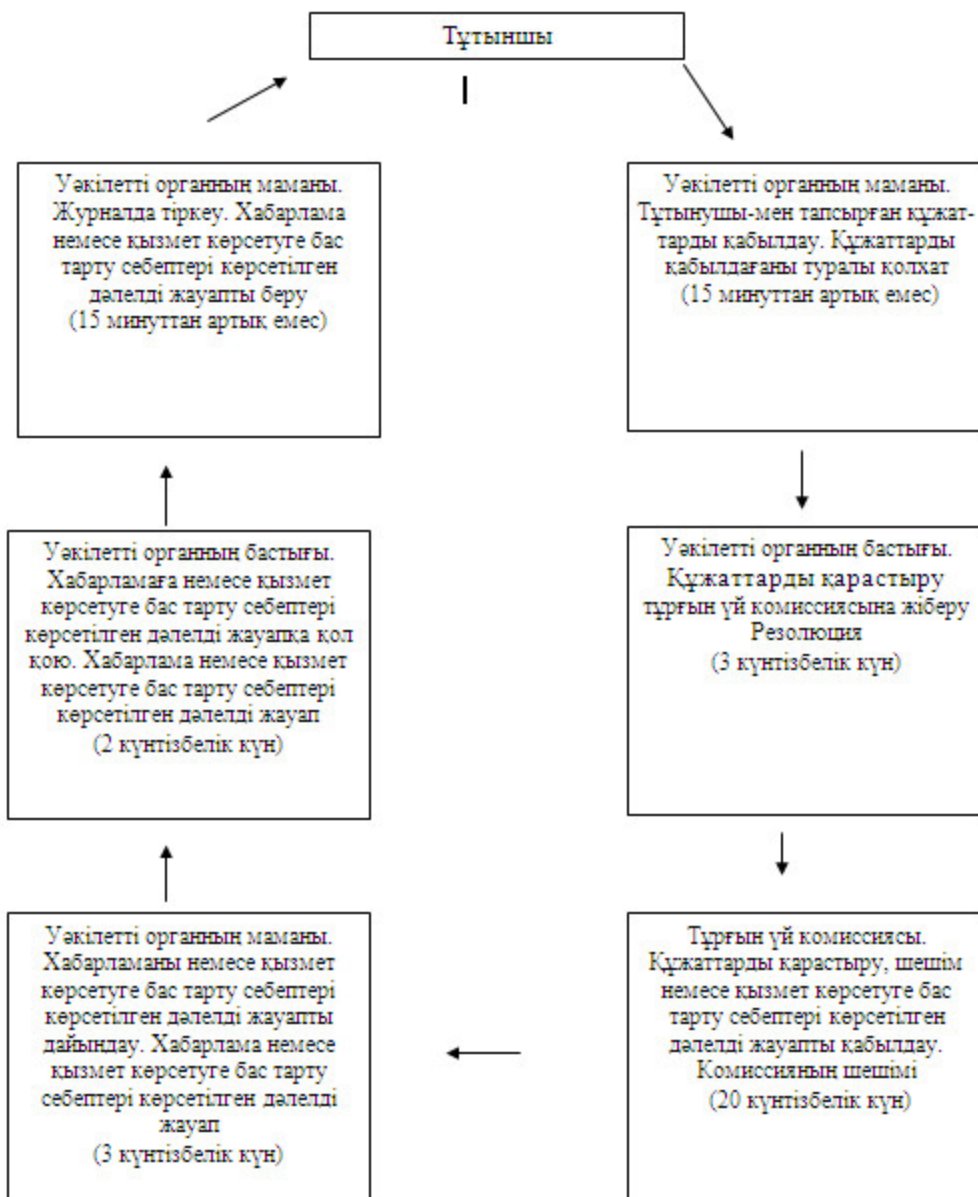 Тұтыншы
Уәкілетті органның маманы.
Журналда тіркеу. Хабарлама
немесе қызмет көрсетуге бас
тарту себептері көрсетілген
дәлелді жауапты беру
(15 минуттан артық емес)
Уәкілетті органның маманы.
Тұтынушы-мен тапсырған құжат-
тарды қабылдау. Құжаттарды
қабылдағаны туралы қолхат
(15 минуттан артық емес)
Уәкілетті органның бастығы.
Хабарламаға немесе қызмет
көрсетуге бас тарту себептері
көрсетілген дәлелді жауапқа қол
қою. Хабарлама немесе қызмет
көрсетуге бас тарту себептері
көрсетілген дәлелді жауап
(2 күнтізбелік күн)
Уәкілетті органның бастығы.
Құжаттарды қарастыру
тұрғын үй комиссиясына жіберу
Резолюция
(3 күнтізбелік күн)
Уәкілетті органның маманы.
Хабарламаны немесе қызмет
көрсетуге бас тарту себептері
көрсетілген дәлелді жауапты
дайындау. Хабарлама немесе
қызмет көрсетуге бас тарту
себептері көрсетілген дәлелді
жауап
(3 күнтізбелік күн)
Тұрғын үй комиссиясы.
Құжаттарды қарастыру, шешім
немесе қызмет көрсетуге бас
тарту себептері көрсетілген
дәлелді жауапты қабылдау.
Комиссияның шешімі
(20 күнтізбелік күн)